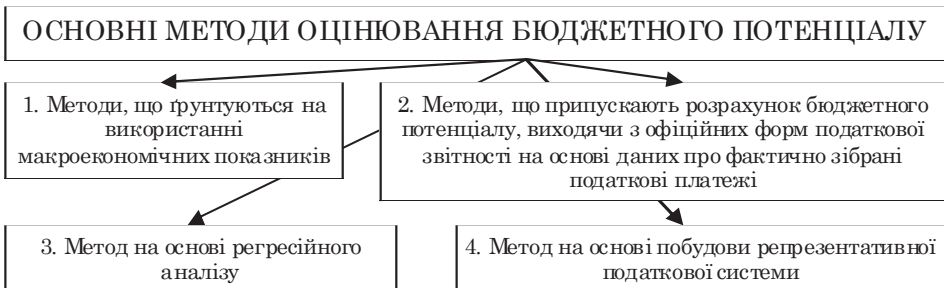 ОСНОВНІ МЕТОДИ ОЦІНЮВАННЯ БЮДЖЕТНОГО ПОТЕНЦІАЛУ
1. Методи, що ґрунтуються на
використанні
макроекономічних показників
2. Методи, що припускають розрахунок бюджетного
потенціалу, виходячи з офіційних форм податкової
звітності на основі даних про фактично зібрані
податкові платежі
3. Метод на основі регресійного
аналізу
4. Метод на основі побудови репрезентативної
податкової системи